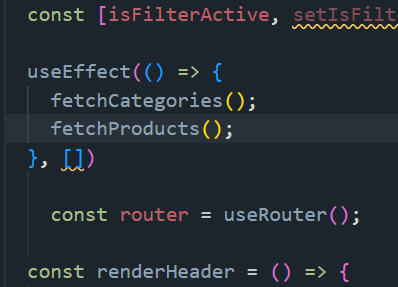 const [isFilterActive, setIsFilt
useEffect(() => {
fetchCategories();
fetchProducts();
}, [])
const router = useRouter();
const renderHeader = () => {